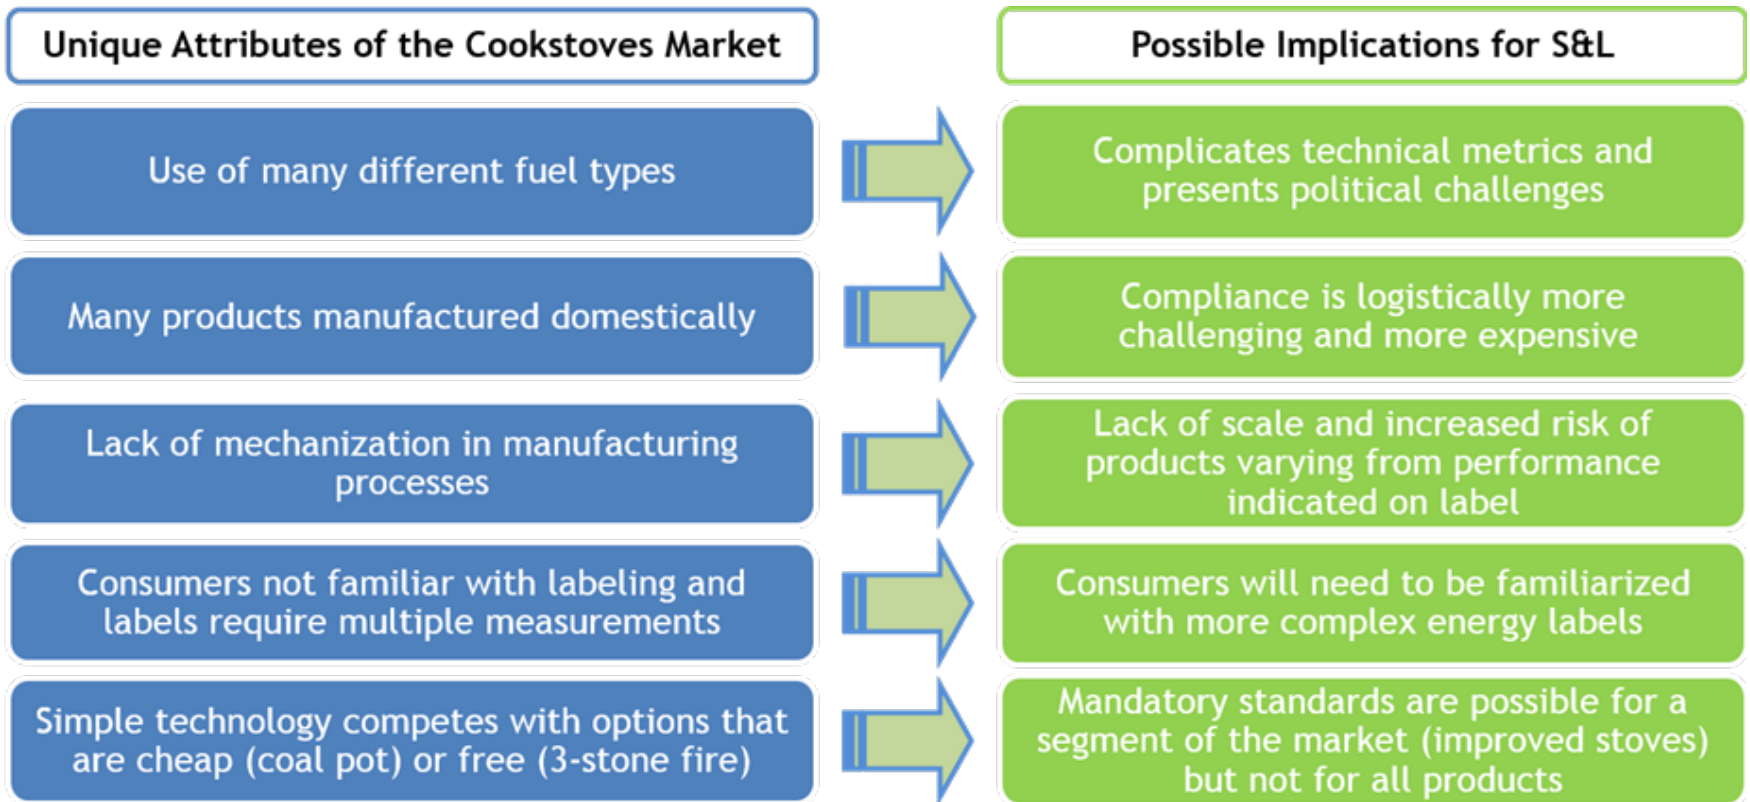 Unique Attributes of the Cookstoves Market
Possible Implications for S&L
Use of many different fuel types
Complicates technical metrics and
presents political challenges
Many products manufactured domestically
Compliance is logistically more
challenging and more expensive
Lack of mechanization in manufacturing
processes
Lack of scale and increased risk of
products varying from performance
indicated on label
Consumers not familiar with labeling and
labels require multiple measurements
Consumers will need to be familiarized
with more complex energy labels
Simple technology competes with options that
are cheap (coal pot) or free (3-stone fire)
Mandatory standards are possible for a
segment of the market (improved stoves)
but not for all products